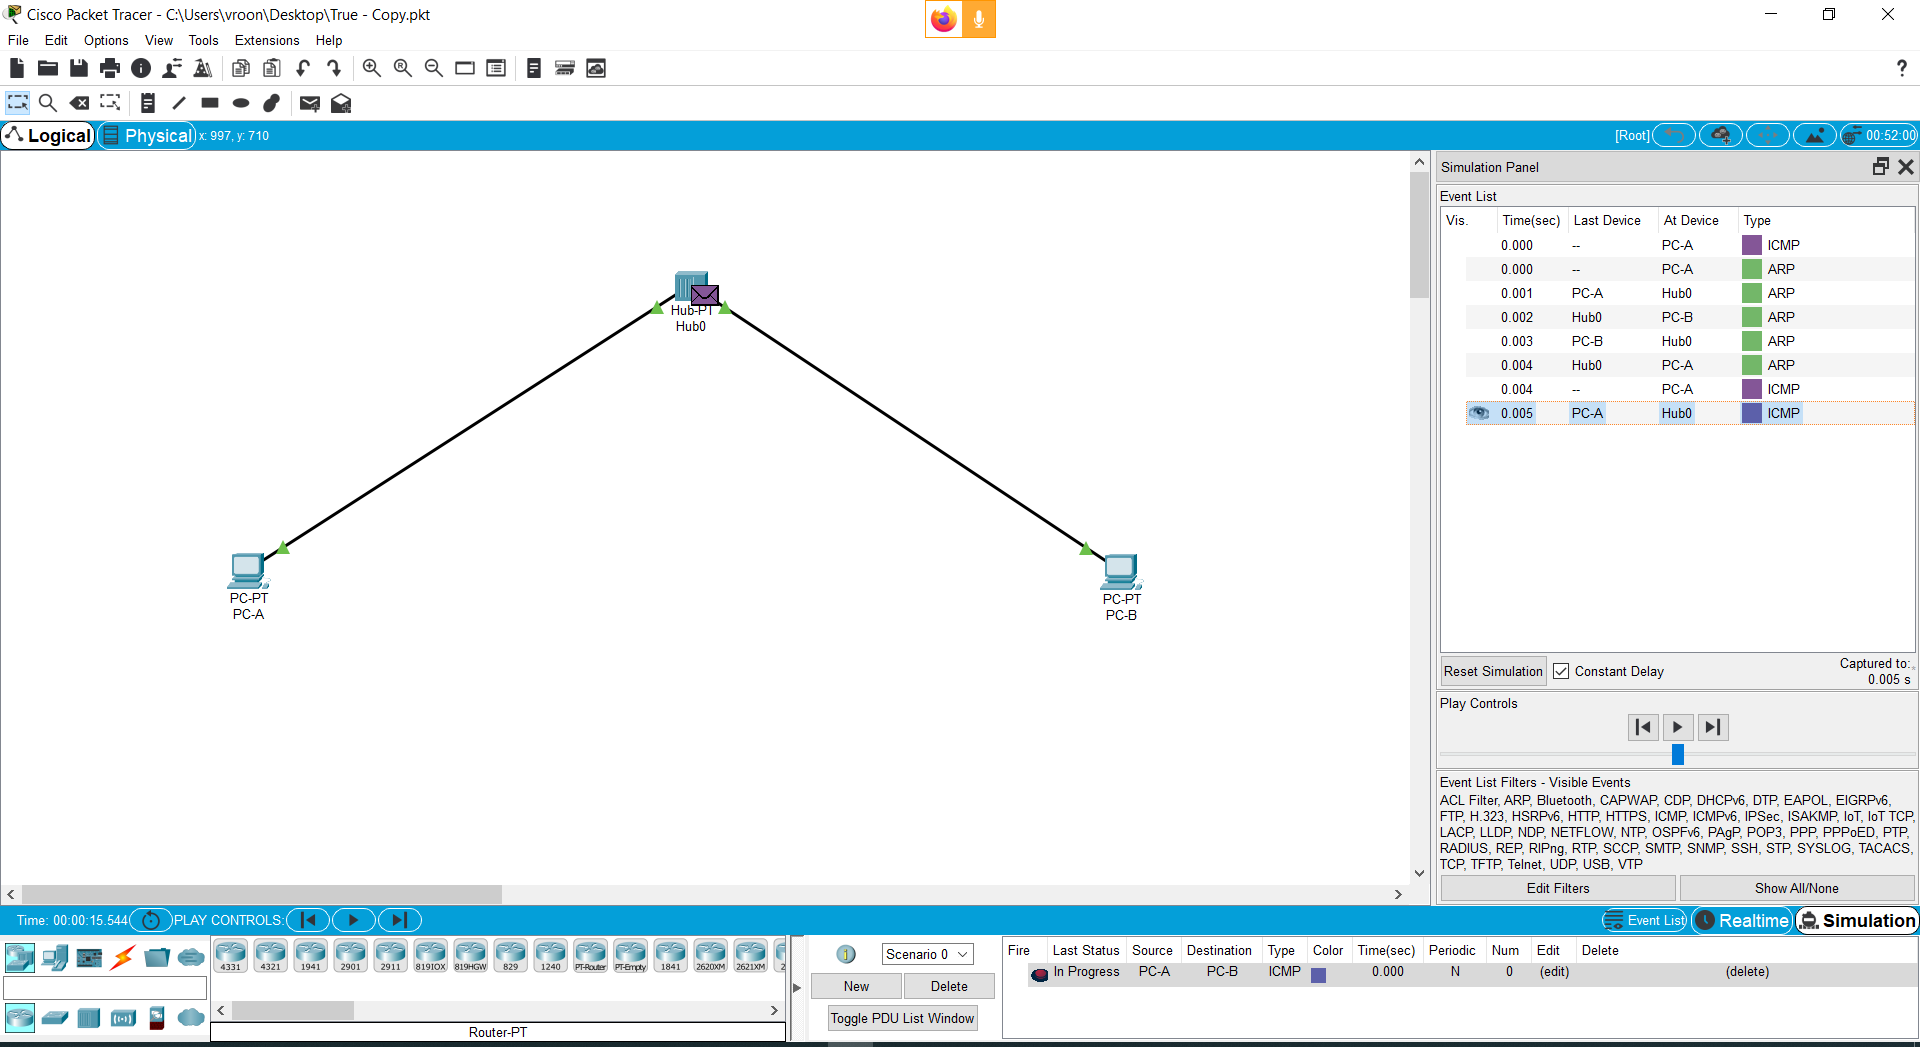 Cisco Packet Tracer - C:\Users\vroon\Desktop\True - Copy.pkt
File Edit Options View Tools Extensions Help
?
Logical Physical x: 997, y: 710 [Root] 00:52:00
Simulation Panel
Event List
Vis. Time(sec) Last Device At Device Type
0.000 -- PC-A ICMP
0.000 -- PC-A ARP
0.001 PC-A Hub0 ARP
0.002 Hub0 PC-B ARP
0.003 PC-B Hub0 ARP
0.004 Hub0 PC-A ARP
0.004 -- PC-A ICMP
0.005 PC-A Hub0 ICMP
Hub-PT
Hub0
PC-PT
PC-A
PC-PT
PC-B
Reset Simulation Constant Delay
Captured to:
0.005 s
Play Controls
Event List Filters - Visible Events
ACL Filter, ARP, Bluetooth, CAPWAP, CDP, DHCPv6, DTP, EAPOL, EIGRPv6,
FTP, H.323, HSRPv6, HTTP, HTTPS, ICMP, ICMPv6, IPSec, ISAKMP, IoT, IoT TCP,
LACP, LLDP, NDP, NETFLOW, NTP, OSPFv6, PAgP, POP3, PPP, PPPoED, PTP,
RADIUS, REP, RIPng, RTP, SCCP, SMTP, SNMP, SSH, STP, SYSLOG, TACACS,
TCP, TFTP, Telnet, UDP, USB, VTP
Edit Filters Show All/None
Time: 00:00:15.544 PLAY CONTROLS: Event List Realtime Simulation
4331 4321 1941 2901 2911 819IOX 819HGW 829 1240 PT-Router PT-Empty 1841 2620XM 2621XM 2
Router-PT
Scenario 0
New Delete
Toggle PDU List Window
Fire Last Status Source Destination Type Color Time(sec) Periodic Num Edit Delete
In Progress PC-A PC-B ICMP 0.000 N 0 (edit) (delete)